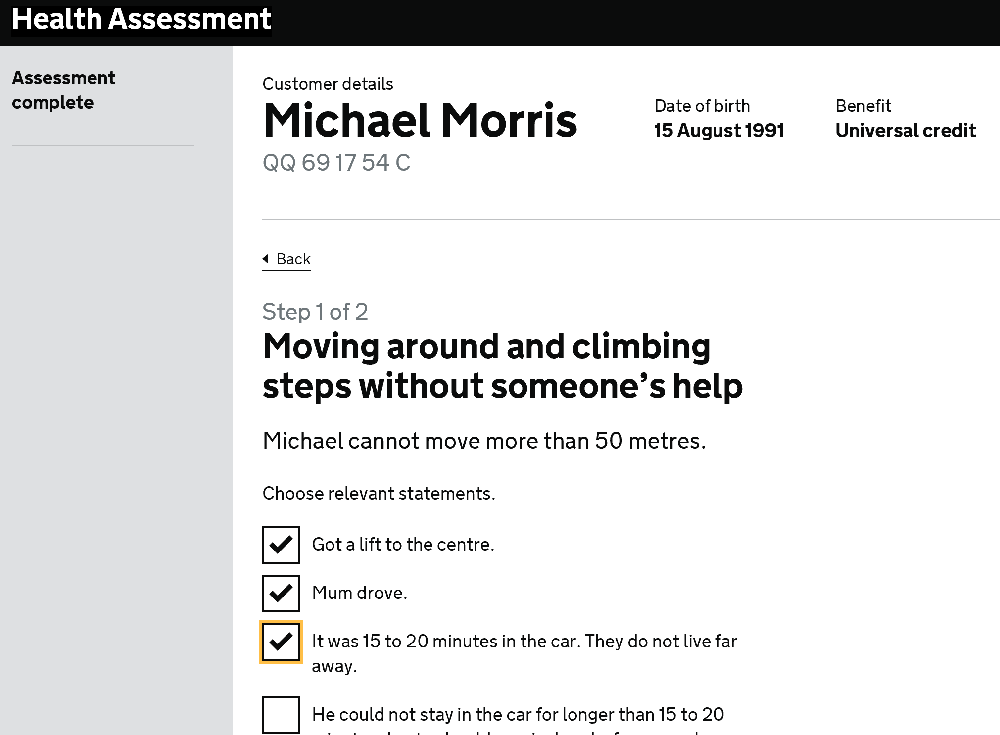 Health Assessment
Assessment
complete
Customer details
Michael Morris
QQ 69 17 54 C
Date of birth
15 August 1991
Benefit
Universal credit
Back
Step 1 of 2
Moving around and climbing
steps without someone’s help
Michael cannot move more than 50 metres.
Choose relevant statements.
Got a lift to the centre.
Mum drove.
It was 15 to 20 minutes in the car. They do not live far
away.
He could not stay in the car for longer than 15 to 20